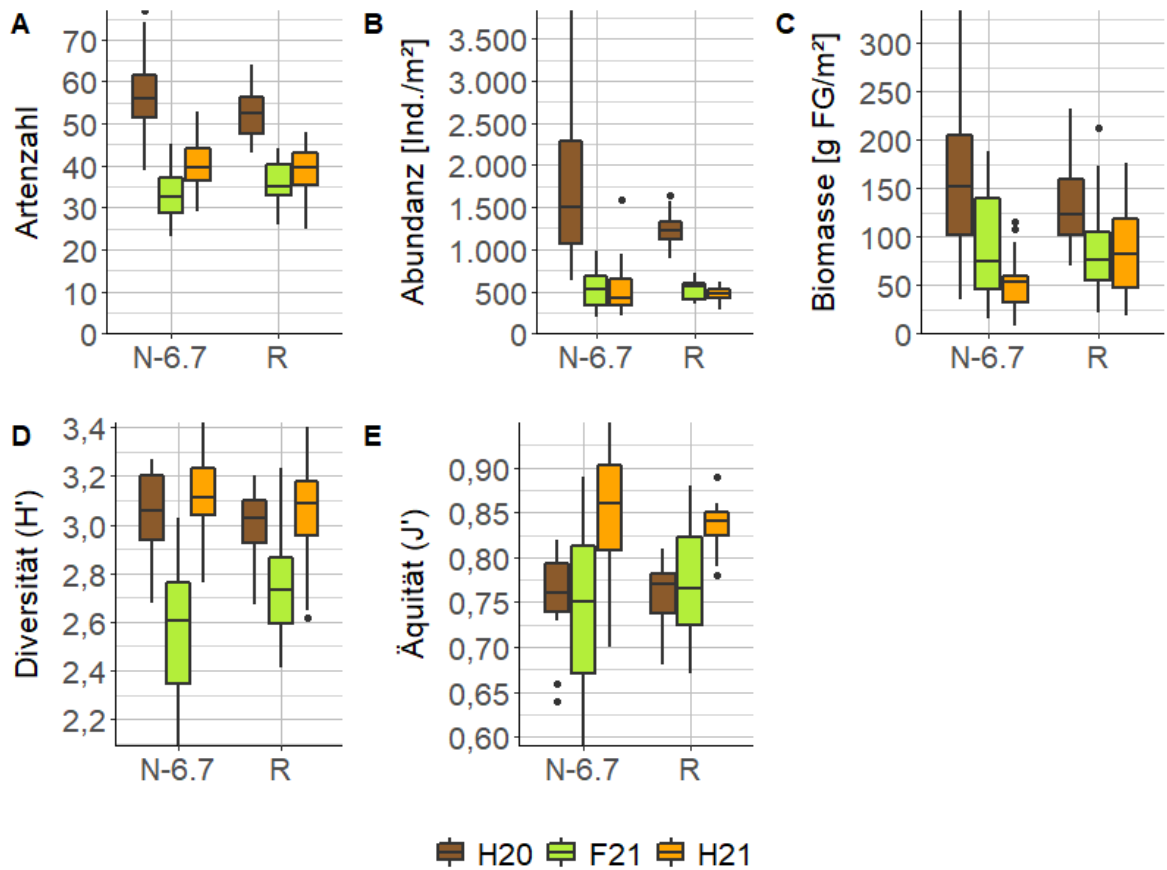 A
Artenzahl
70
60
50
40
30
20
10
0
N-6.7 R
B
Abundanz [Ind./m²]
3.500
3.000
2.500
2.000
1.500
1.000
500
0
N-6.7 R
C
Biomasse [g FG/m²]
300
250
200
150
100
50
0
N-6.7 R
D
Diversität (H')
3,4
3,2
3,0
2,8
2,6
2,4
2,2
N-6.7 R
E
Äquität (J')
0,90
0,85
0,80
0,75
0,70
0,65
0,60
N-6.7 R
H20 F21 H21